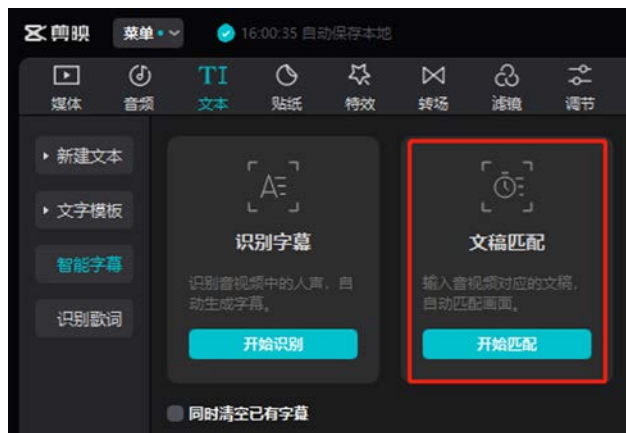 剪映 菜单 16:00:35 自动保存本地
媒体 音频 TI 文本 贴纸 特效 转场 滤镜 调节
新建文本
文字模板
智能字幕
识别歌词
A
识别字幕
识别音视频中的人声，自
动生成字幕。
开始识别
文稿匹配
输入音视频对应的文稿，
自动匹配画面。
开始匹配
同时清空已有字幕